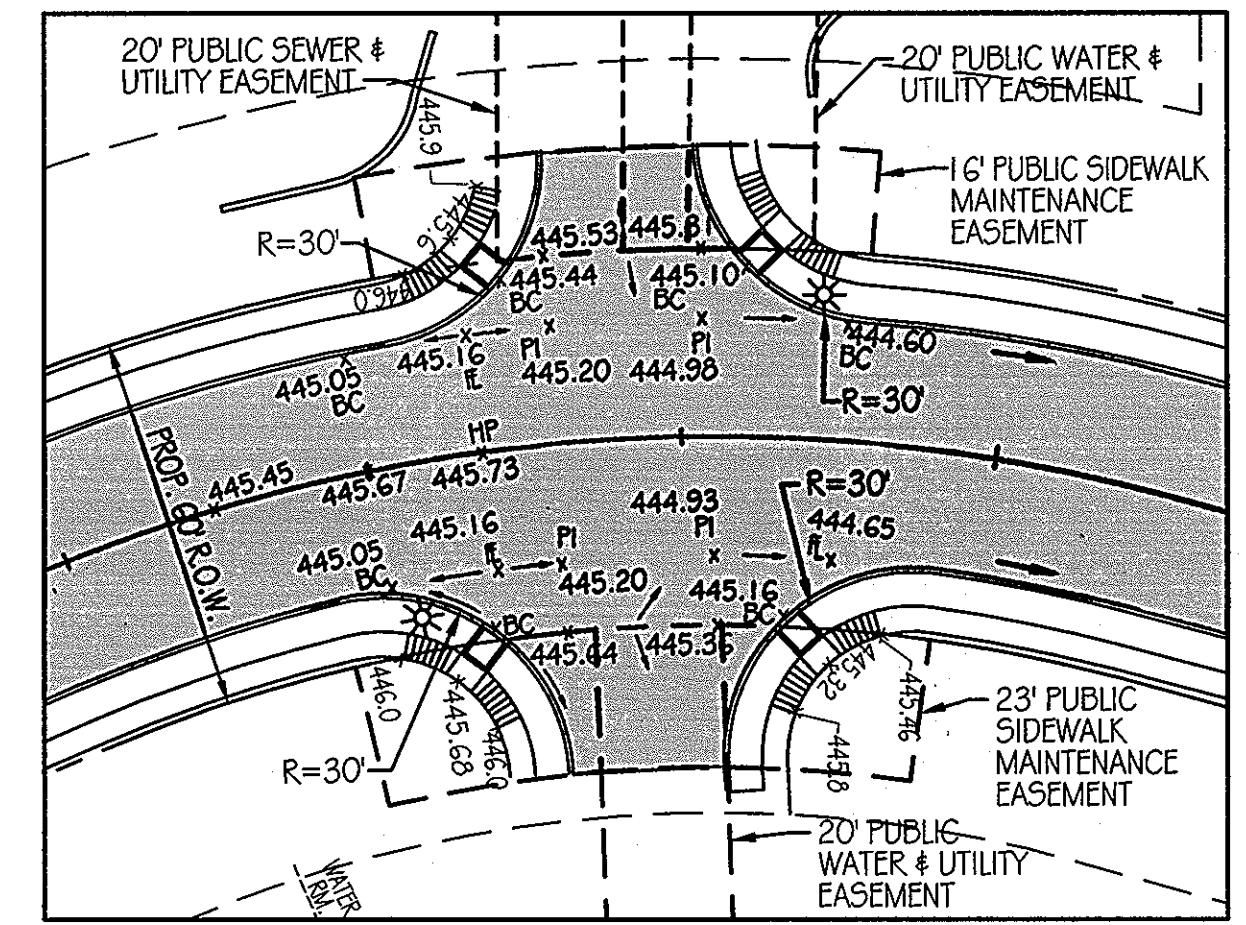 20' PUBLIC SEWER &
UTILITY EASEMENT
20' PUBLIC WATER &
UTILITY EASEMENT
16' PUBLIC SIDEWALK
MAINTENANCE
EASEMENT
445.9
445.6
446.0
R=30'
445.53
445.44
BC
445.10
BC
445.16
445.05
BC
PI
445.20
PI
444.98
444.60
BC
R=30'
PROP. 60' R.O.W.
HP
445.73
445.45
445.67
444.93
PI
R=30'
444.65
445.16
445.05
BC
PI
445.20
445.16
BC
BC
445.64
445.36
446.0
445.68
446.0
R=30'
445.32
445.46
445.8
23' PUBLIC
SIDEWALK
MAINTENANCE
EASEMENT
20' PUBLIC
WATER & UTILITY
EASEMENT
WATER
RM.